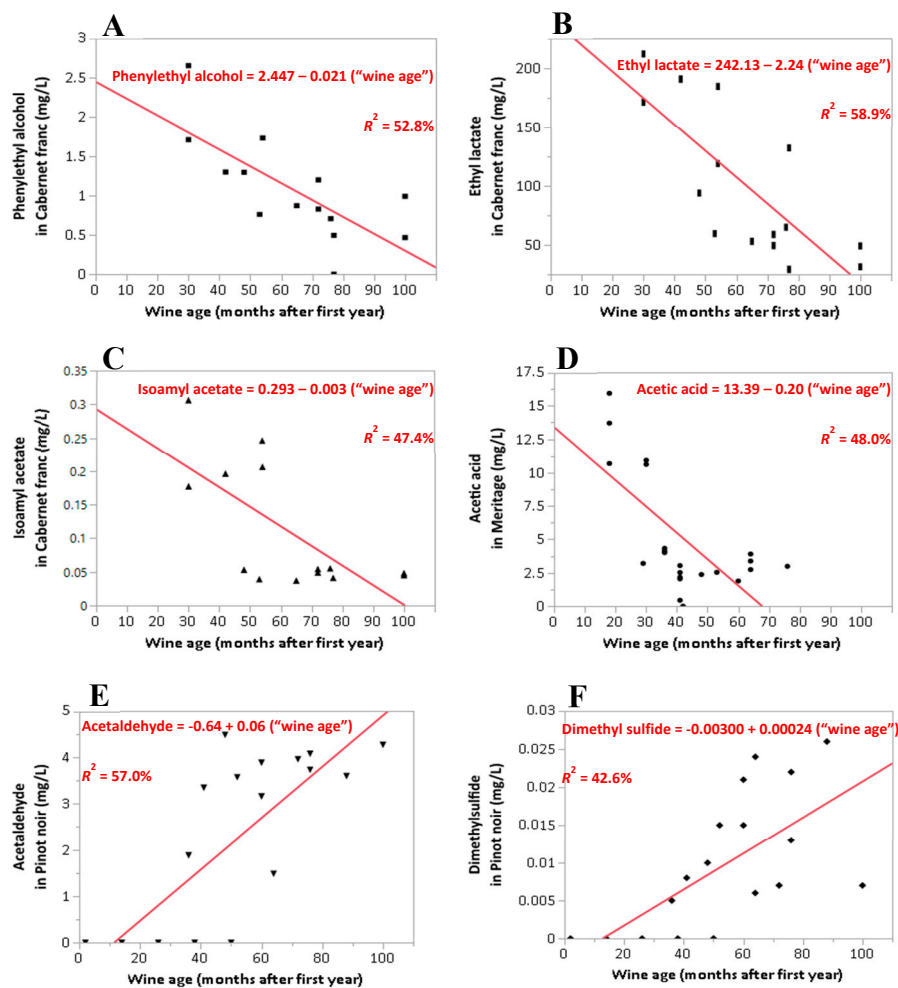 A
Phenylethyl alcohol
in Cabernet franc (mg/L)
3
2.5
2
1.5
1
0.5
0
Phenylethyl alcohol = 2.447 – 0.021 (“wine age”)
R² = 52.8%
0 10 20 30 40 50 60 70 80 90 100
Wine age (months after first year)
B
Ethyl lactate
in Cabernet franc (mg/L)
200
150
100
50
Ethyl lactate = 242.13 – 2.24 (“wine age”)
R² = 58.9%
0 10 20 30 40 50 60 70 80 90 100
Wine age (months after first year)
C
Isoamyl acetate
in Cabernet franc (mg/L)
0.35
0.3
0.25
0.2
0.15
0.1
0.05
0
Isoamyl acetate = 0.293 – 0.003 (“wine age”)
R² = 47.4%
0 10 20 30 40 50 60 70 80 90 100
Wine age (months after first year)
D
Acetic acid
in Meritage (mg/L)
17.5
15
12.5
10
7.5
5
2.5
0
Acetic acid = 13.39 – 0.20 (“wine age”)
R² = 48.0%
0 10 20 30 40 50 60 70 80 90 100
Wine age (months after first year)
E
Acetaldehyde
in Pinot noir (mg/L)
5
4
3
2
1
0
Acetaldehyde = -0.64 + 0.06 (“wine age”)
R² = 57.0%
0 10 20 30 40 50 60 70 80 90 100
Wine age (months after first year)
F
Dimethylsulfide
in Pinot noir (mg/L)
0.03
0.025
0.02
0.015
0.01
0.005
0
Dimethyl sulfide = -0.00300 + 0.00024 (“wine age”)
R² = 42.6%
0 10 20 30 40 50 60 70 80 90 100
Wine age (months after first year)